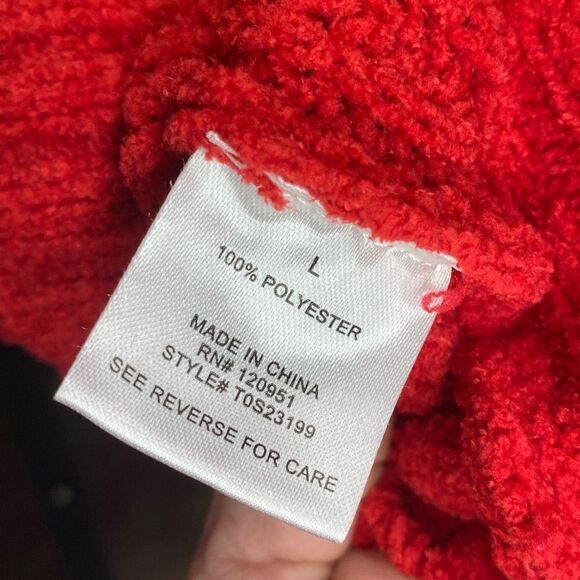 L
100% POLYESTER
MADE IN CHINA
RN# 120951
STYLE# T0S23199
SEE REVERSE FOR CARE